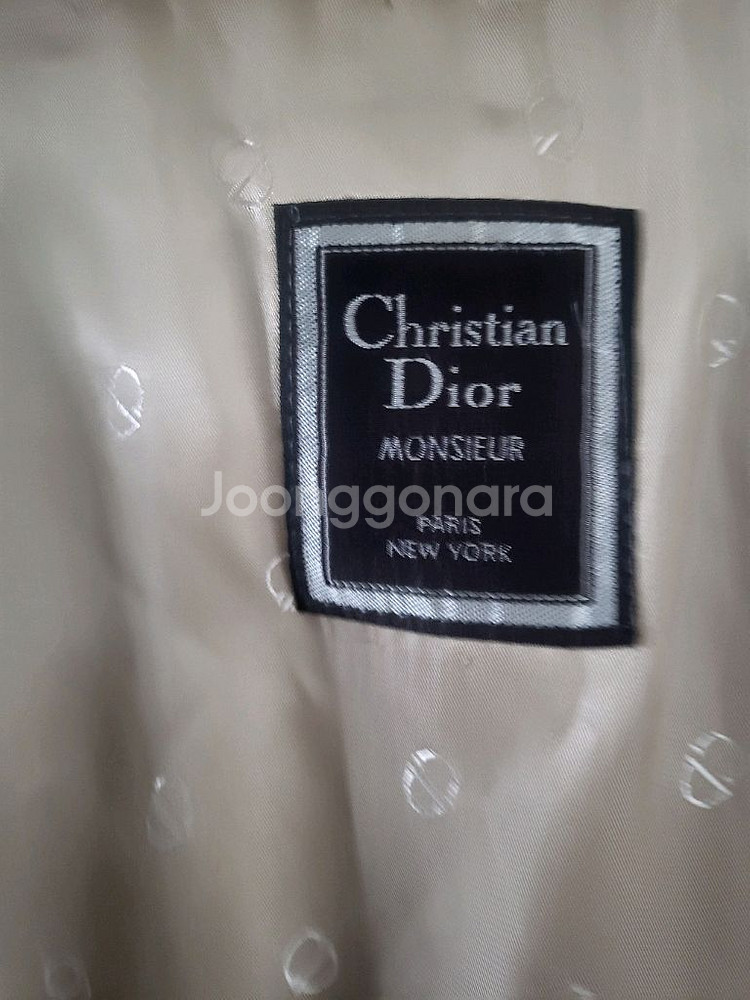 Christian
Dior
MONSIEUR
Joonggonara
PARIS
NEW YORK